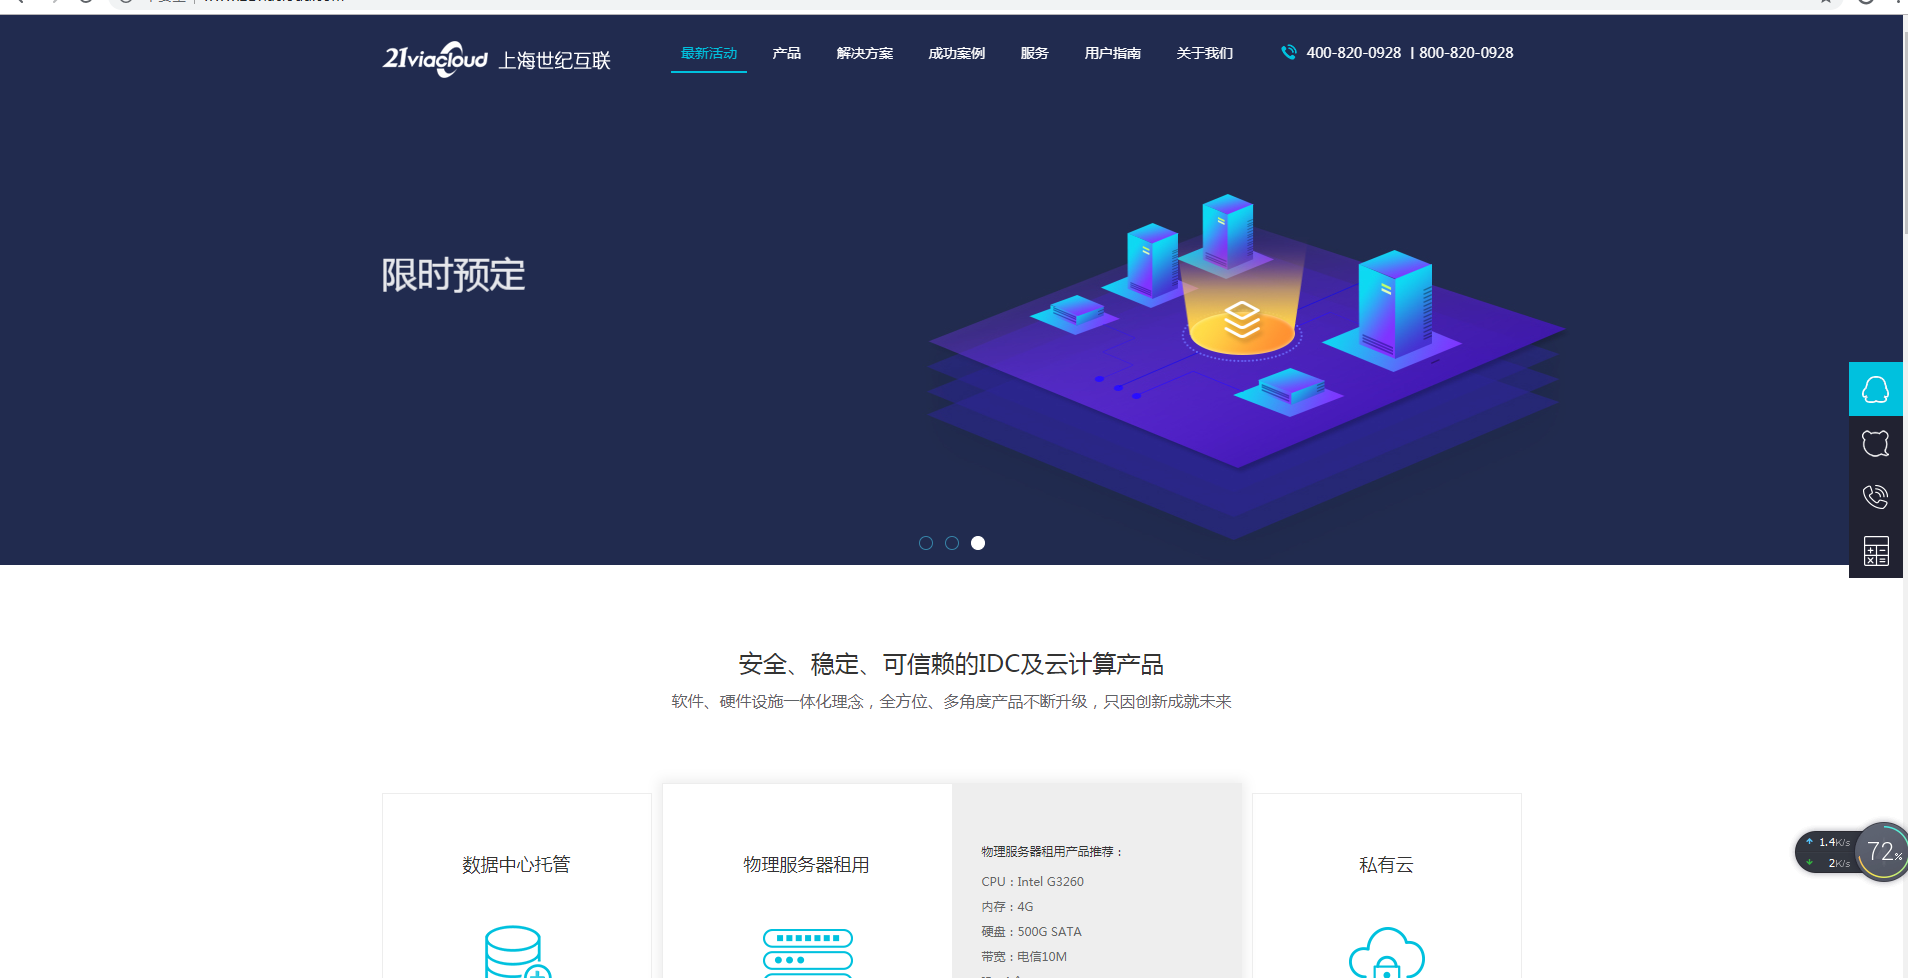 21viacloud 上海世纪互联
最新活动 产品 解决方案 成功案例 服务 用户指南 关于我们 400-820-0928 | 800-820-0928
限时预定
安全、稳定、可信赖的IDC及云计算产品
软件、硬件设施一体化理念，全方位、多角度产品不断升级，只因创新成就未来
数据中心托管
物理服务器租用
物理服务器租用产品推荐：
CPU：Intel G3260
内存：4G
硬盘：500G SATA
带宽：电信10M
私有云
1.4K/s
2K/s
72%